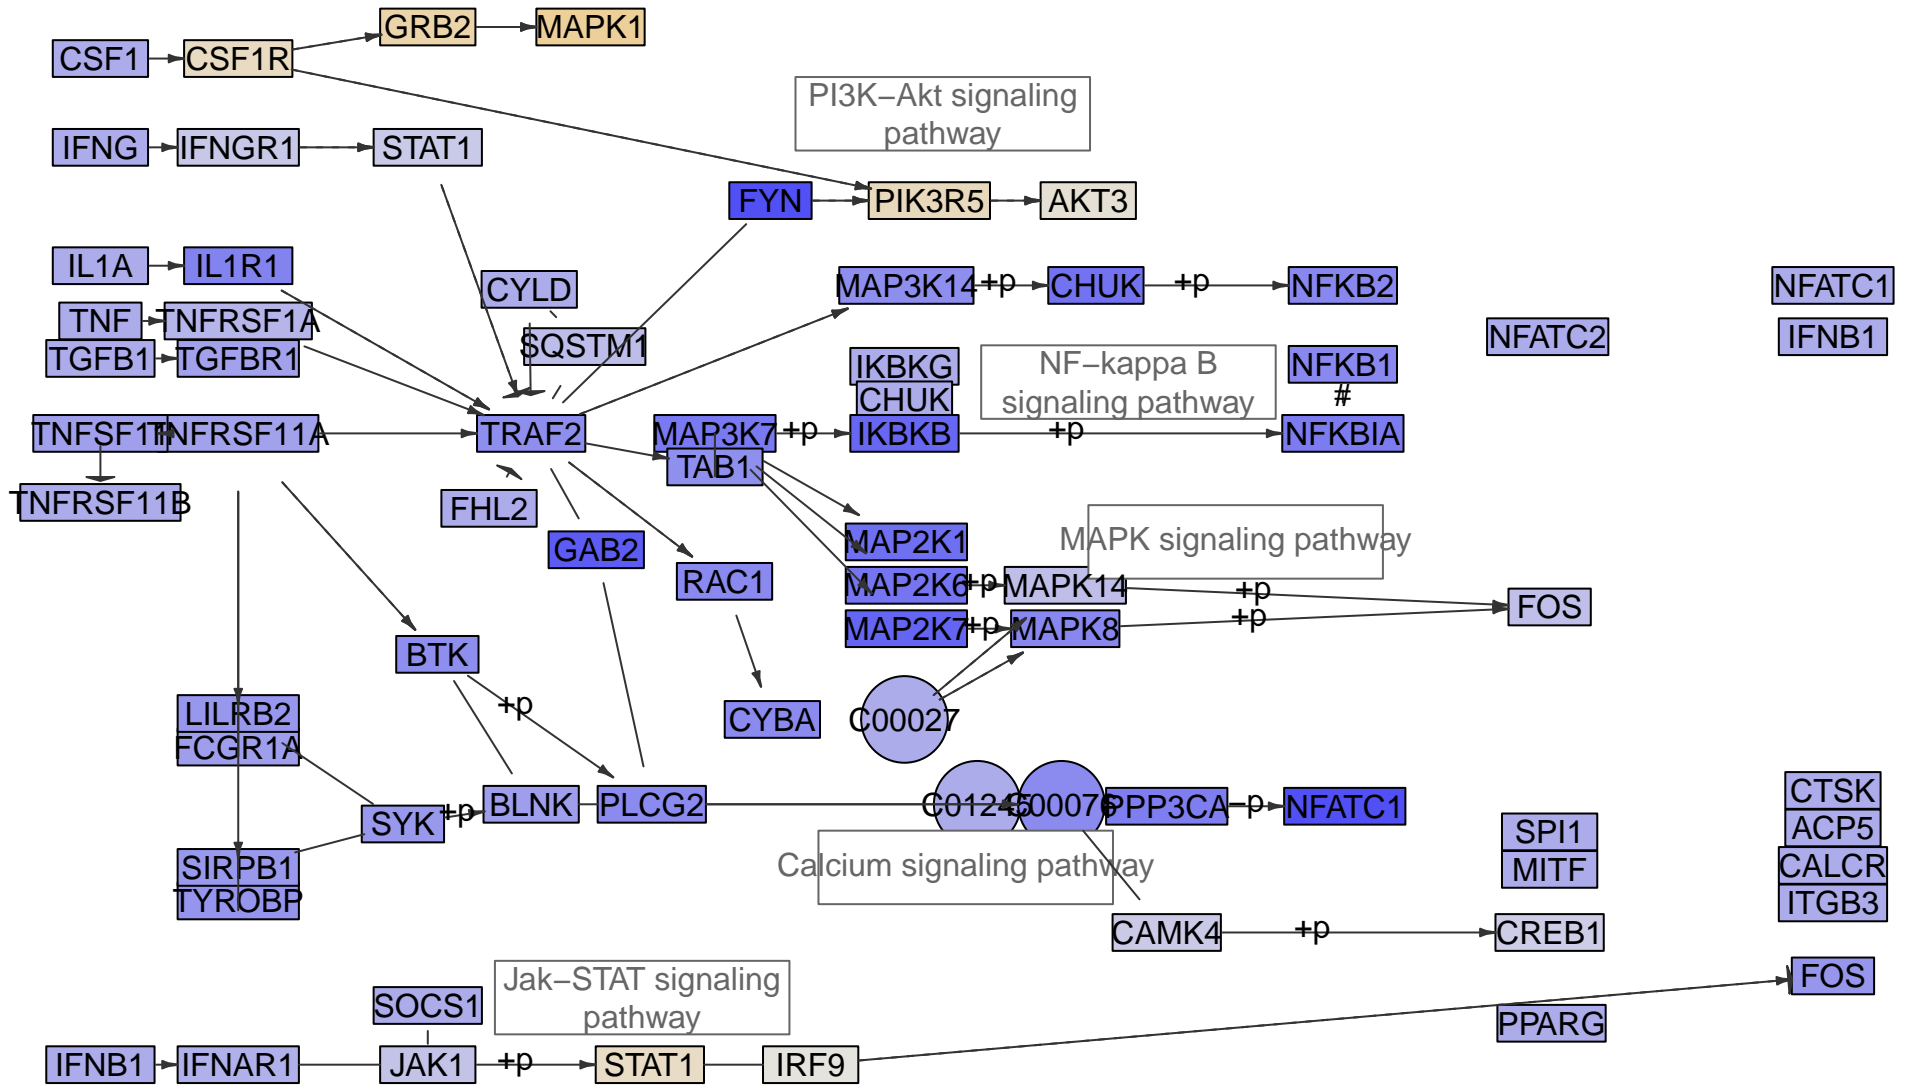 GRB2
MAPK1
CSF1
CSF1R
PI3K−Akt signaling
pathway
IFNG
IFNGR1
STAT1
FYN
PIK3R5
AKT3
IL1A
IL1R1
CYLD
MAP3K14
+p
CHUK
+p
NFKB2
NFATC1
TNF
TNFRSF1A
SQSTM1
NFATC2
IFNB1
TGFB1
TGFBR1
IKBKG
NF−kappa B
signaling pathway
NFKB1
CHUK
#
TNFSF11
TNFRSF11A
TRAF2
MAP3K7
+p
IKBKB
+p
NFKBIA
TAB1
TNFRSF11B
FHL2
GAB2
MAP2K1
MAPK signaling pathway
RAC1
MAP2K6
+p
MAPK14
+p
FOS
MAP2K7
+p
MAPK8
+p
BTK
LILRB2
+p
CYBA
C00027
FCGR1A
SYK
+p
BLNK
PLCG2
C01245
C00076
PPP3CA
−p
NFATC1
CTSK
SPI1
ACP5
SIRPB1
Calcium signaling pathway
MITF
CALCR
TYROBP
ITGB3
CAMK4
+p
CREB1
Jak−STAT signaling
pathway
FOS
SOCS1
PPARG
IFNB1
IFNAR1
JAK1
+p
STAT1
IRF9